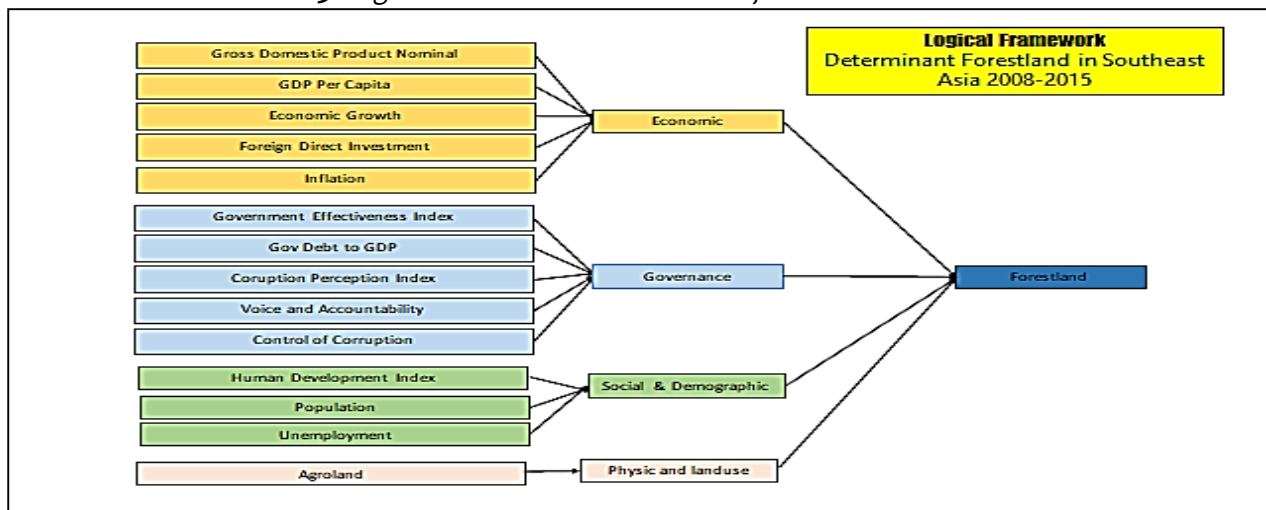 Logical Framework
Determinant Forestland in Southeast
Asia 2008-2015
Gross Domestic Product Nominal
GDP Per Capita
Economic Growth
Foreign Direct Investment
Inflation
Economic
Government Effectiveness Index
Gov Debt to GDP
Coruption Perception Index
Voice and Accountability
Control of Corruption
Governance
Forestland
Human Development Index
Population
Unemployment
Social & Demographic
Agroland
Physic and landuse